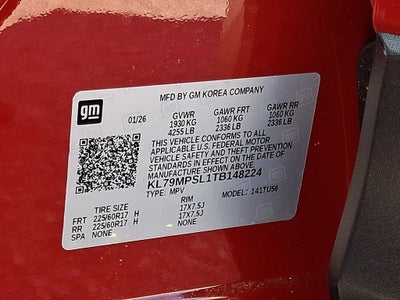 gm
MFD BY GM KOREA COMPANY
01/26 GVWR GAWR FRT GAWR RR
1930 KG 1060 KG 1060 KG
4255 LB 2336 LB 2336 LB
THIS VEHICLE CONFORMS TO ALL
APPLICABLE U.S. FEDERAL MOTOR
VEHICLE SAFETY AND THEFT PREVENTION
STANDARDS IN EFFECT ON THE DATE OF
MANUFACTURE SHOWN ABOVE.
KL79MPSL1TB148224
TYPE: MPV MODEL: 141TU56
TIRE SIZE RIM
FRT 225/60R17 H 17X7.5J
RR 225/60R17 H 17X7.5J
SPA NONE NONE